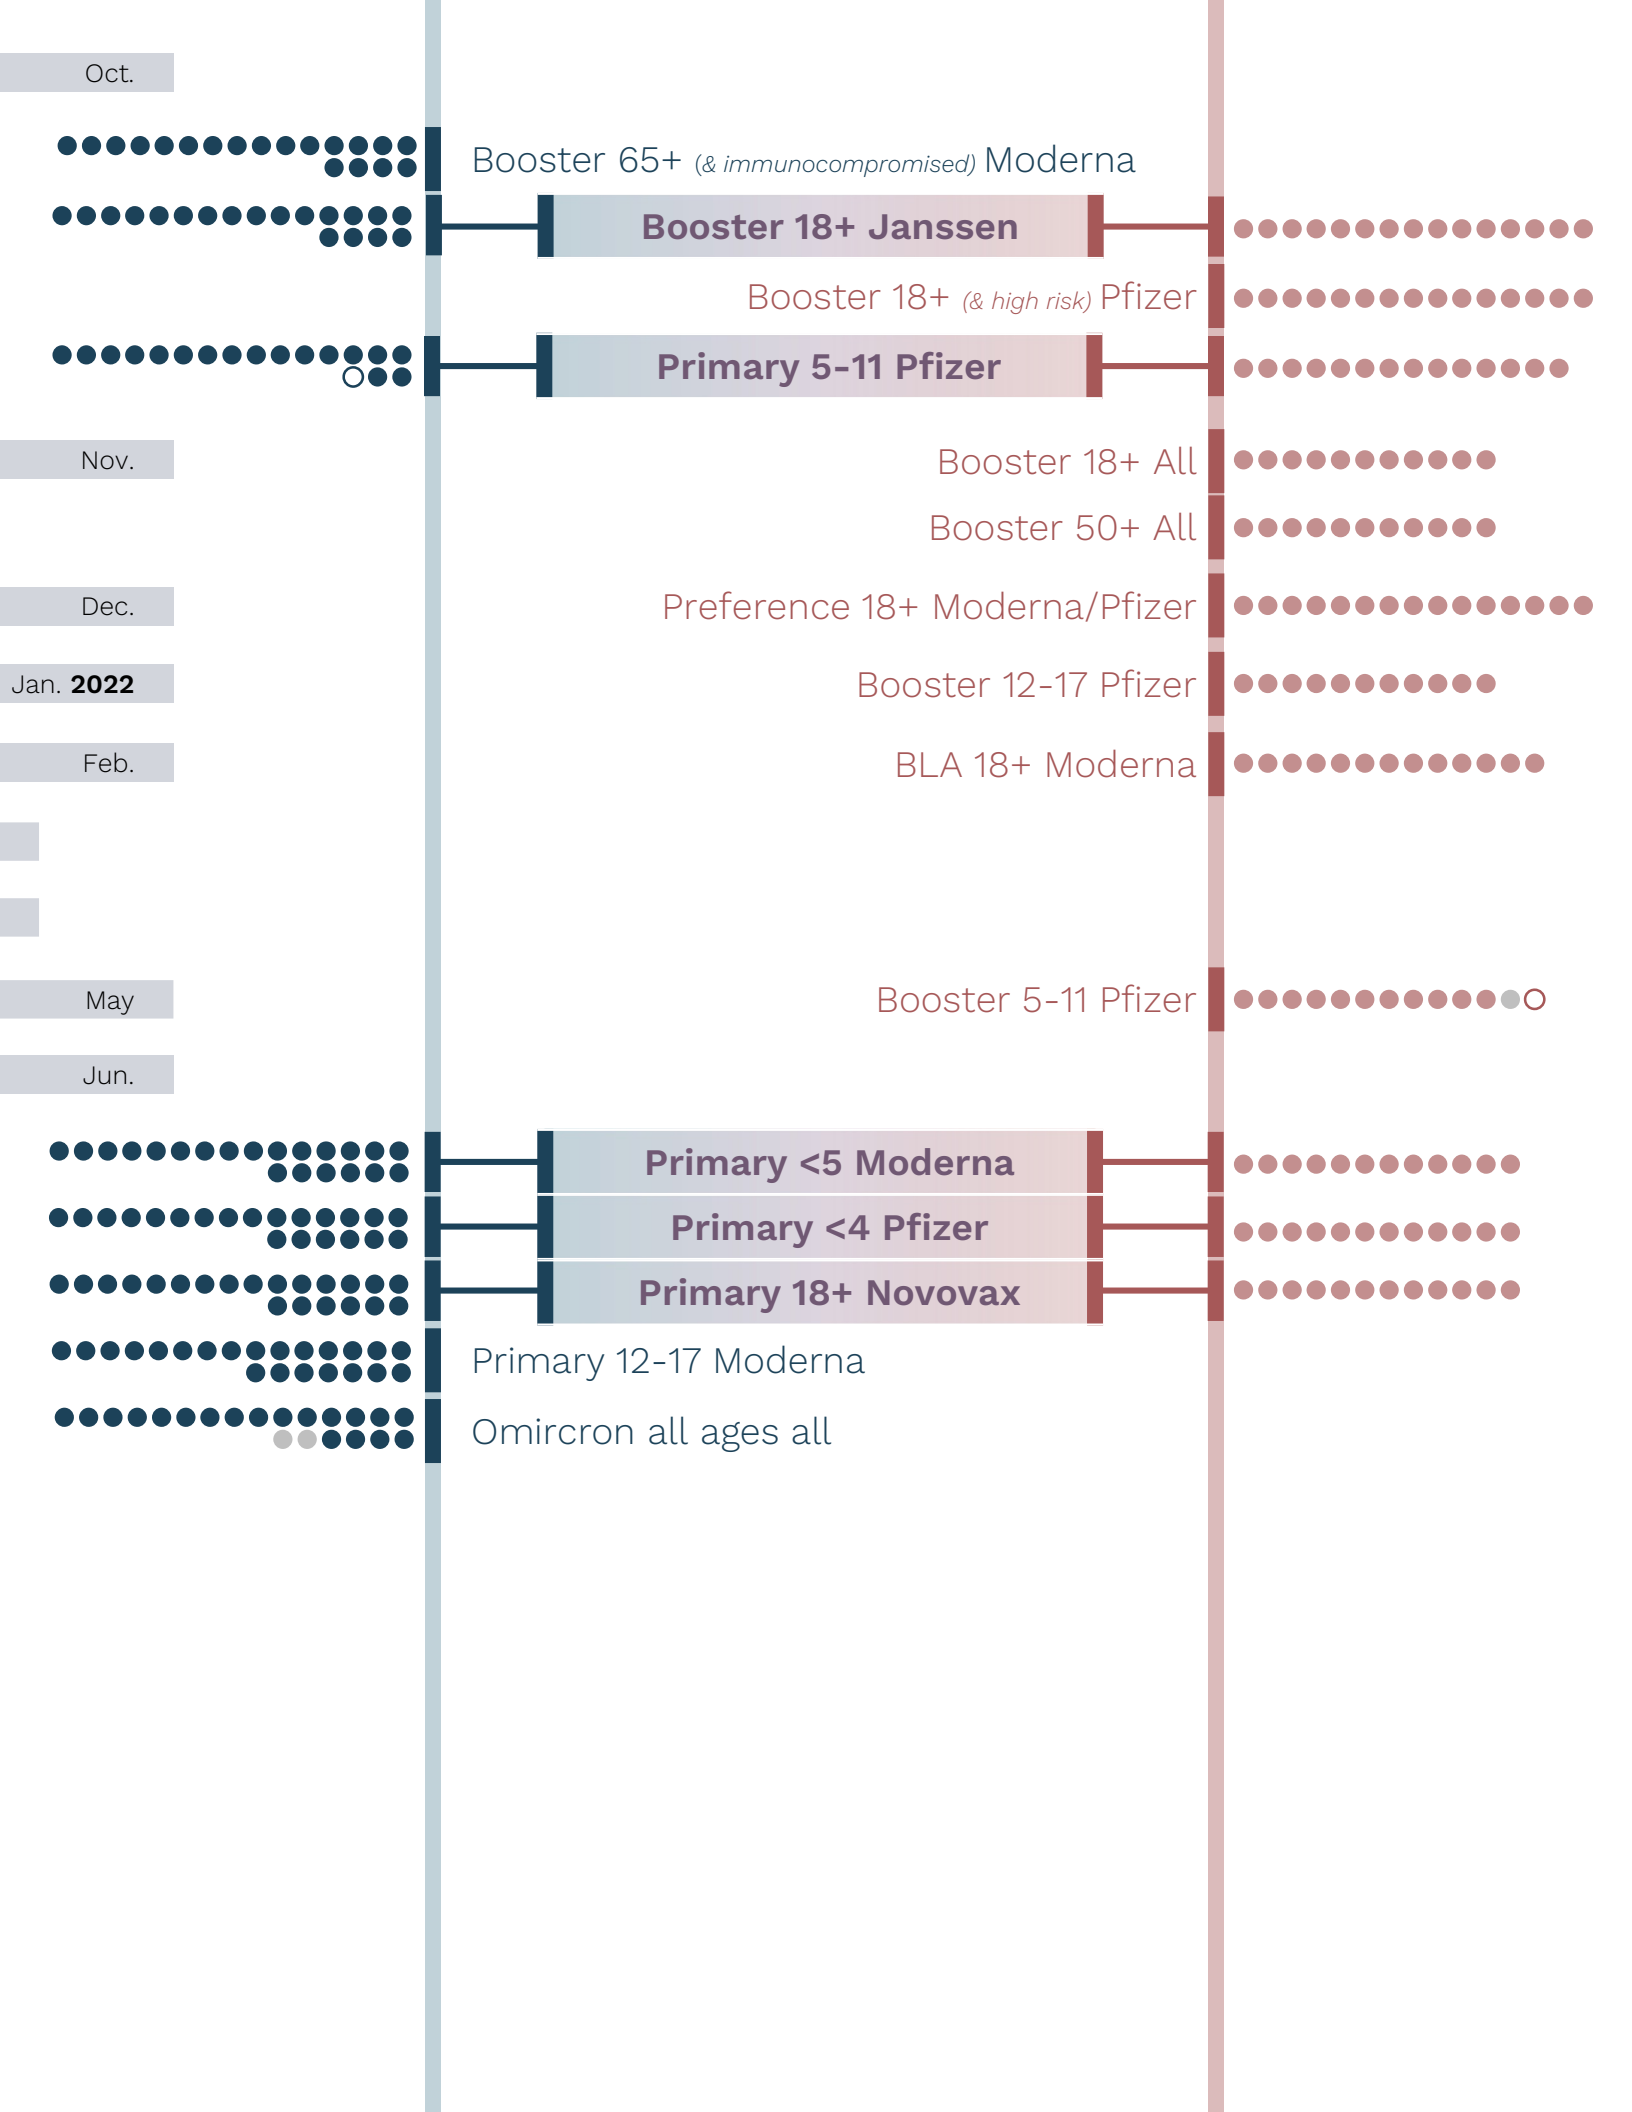 Oct.
Booster 65+ (& immunocompromised) Moderna
Booster 18+ Janssen
Booster 18+ (& high risk) Pfizer
Primary 5-11 Pfizer
Nov.
Booster 18+ All
Booster 50+ All
Dec.
Preference 18+ Moderna/Pfizer
Jan. 2022
Booster 12-17 Pfizer
Feb.
BLA 18+ Moderna
May
Booster 5-11 Pfizer
Jun.
Primary <5 Moderna
Primary <4 Pfizer
Primary 18+ Novovax
Primary 12-17 Moderna
Omircron all ages all